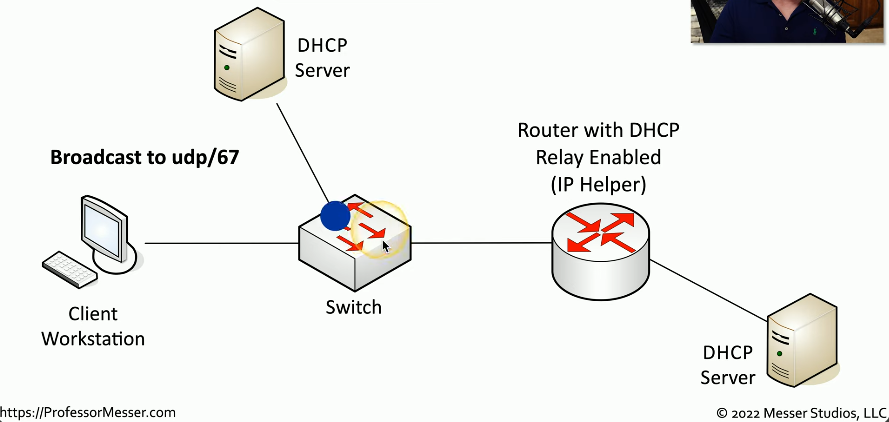 DHCP
Server
Broadcast to udp/67
Router with DHCP
Relay Enabled
(IP Helper)
Client
Workstation
Switch
DHCP
Server
https://ProfessorMesser.com
© 2022 Messer Studios, LLC